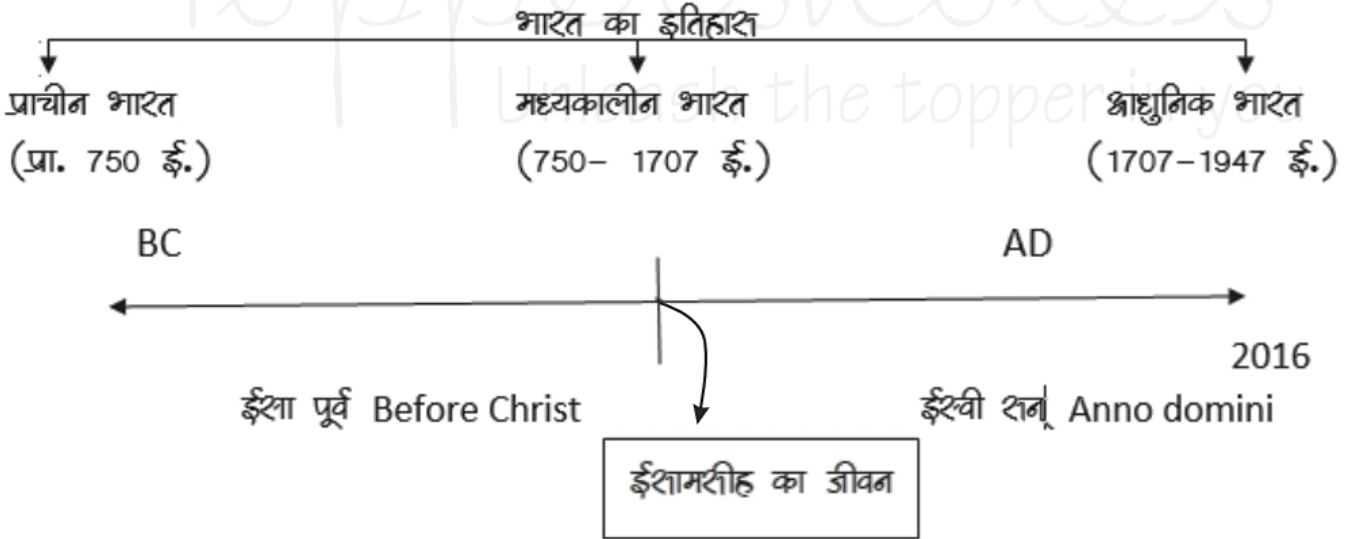 भारत का इतिहास
Unleash the topper in you
प्राचीन भारत
मध्यकालीन भारत
आधुनिक भारत
(प्रा. 750 ई.)
(750- 1707 ई.)
(1707-1947 ई.)
BC
AD
2016
ईसा पूर्व Before Christ
ईस्वी सन् Anno domini
ईसामसीह का जीवन